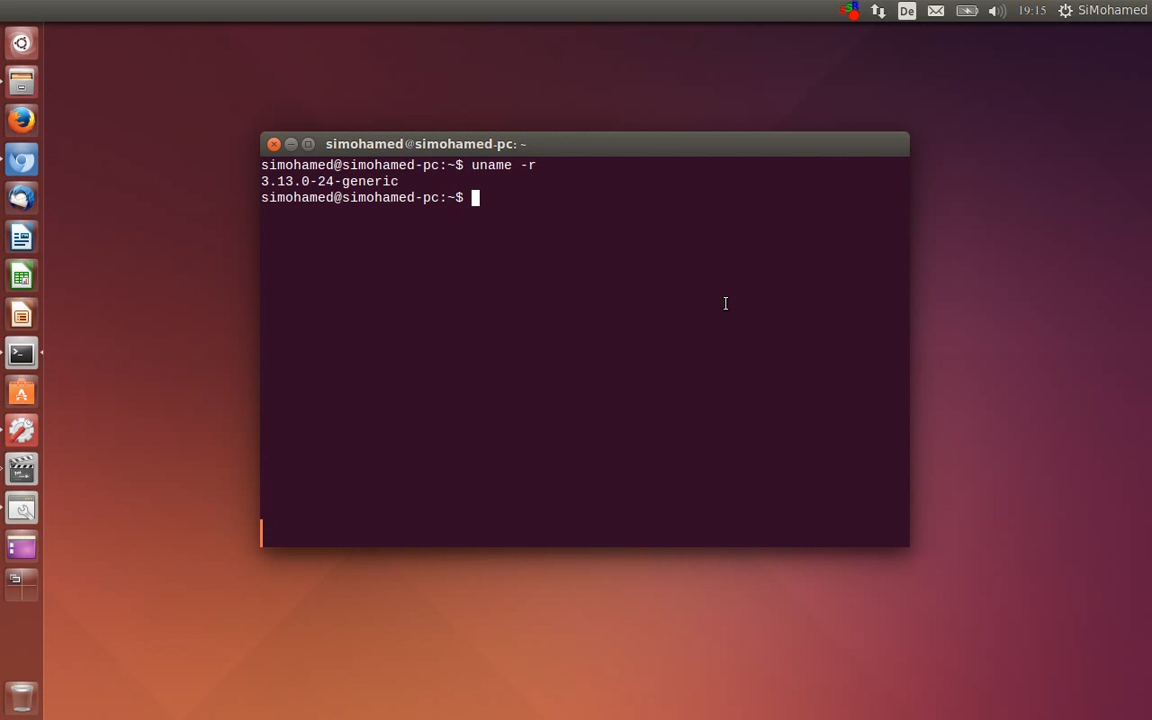 De 19:15 SiMohamed
simohamed@simohamed-pc: ~
simohamed@simohamed-pc:~$ uname -r
3.13.0-24-generic
simohamed@simohamed-pc:~$